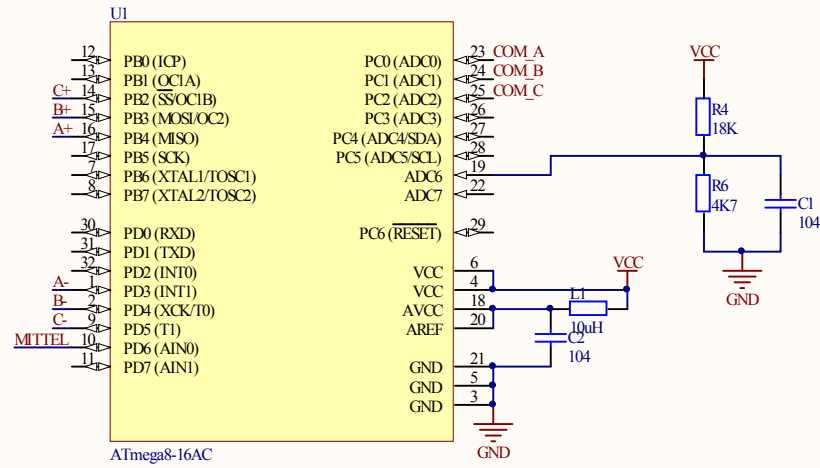 U1
12 PB0 (ICP)
13 PB1 (OC1A)
C+ 14 PB2 (SS/OC1B)
B+ 15 PB3 (MOSI/OC2)
A+ 16 PB4 (MISO)
17 PB5 (SCK)
7 PB6 (XTAL1/TOSC1)
8 PB7 (XTAL2/TOSC2)
30 PD0 (RXD)
31 PD1 (TXD)
32 PD2 (INT0)
A- 1 PD3 (INT1)
B- 2 PD4 (XCK/T0)
C- 9 PD5 (T1)
MITTEL 10 PD6 (AIN0)
11 PD7 (AIN1)
PC0 (ADC0) 23 COM_A
PC1 (ADC1) 24 COM_B
PC2 (ADC2) 25 COM_C
PC3 (ADC3) 26
PC4 (ADC4/SDA) 27
PC5 (ADC5/SCL) 28
ADC6 19
ADC7 22
PC6 (RESET) 29
VCC 6
VCC 4
AVCC 18
AREF 20
GND 21
GND 5
GND 3
ATmega8-16AC
VCC
R4
18K
R6
4K7
C1
104
GND
VCC
L1
10uH
C2
104
GND